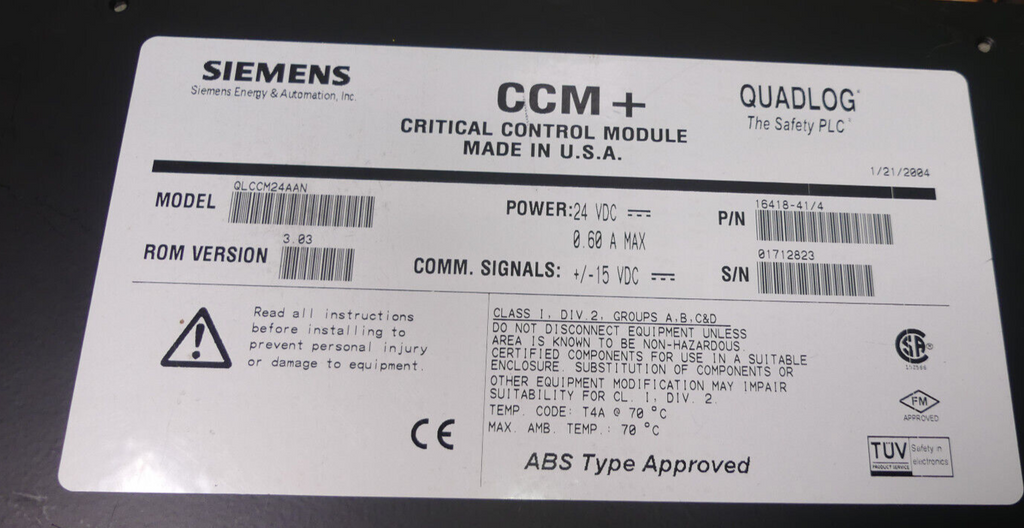 SIEMENS
Siemens Energy & Automation, Inc.
CCM+
CRITICAL CONTROL MODULE
MADE IN U.S.A.
QUADLOG
The Safety PLC
1/21/2004
MODEL QLCCM24AAN
ROM VERSION 3.03
POWER: 24 VDC
0.60 A MAX
COMM. SIGNALS: +/-15 VDC
P/N 16418-41/4
S/N 01712823
Read all instructions
before installing to
prevent personal injury
or damage to equipment.
CLASS I, DIV.2, GROUPS A,B,C&D
DO NOT DISCONNECT EQUIPMENT UNLESS
AREA IS KNOWN TO BE NON-HAZARDOUS
CERTIFIED COMPONENTS FOR USE IN A SUITABLE
ENCLOSURE. SUBSTITUTION OF COMPONENTS OR
OTHER EQUIPMENT MODIFICATION MAY IMPAIR
SUITABILITY FOR CL. I, DIV. 2.
TEMP. CODE: T4A @ 70 °C
MAX. AMB. TEMP.: 70 °C
CE
ABS Type Approved
SA®
FM
APPROVED
TÜV
PRODUCT SERVICE
Safety in
electronics